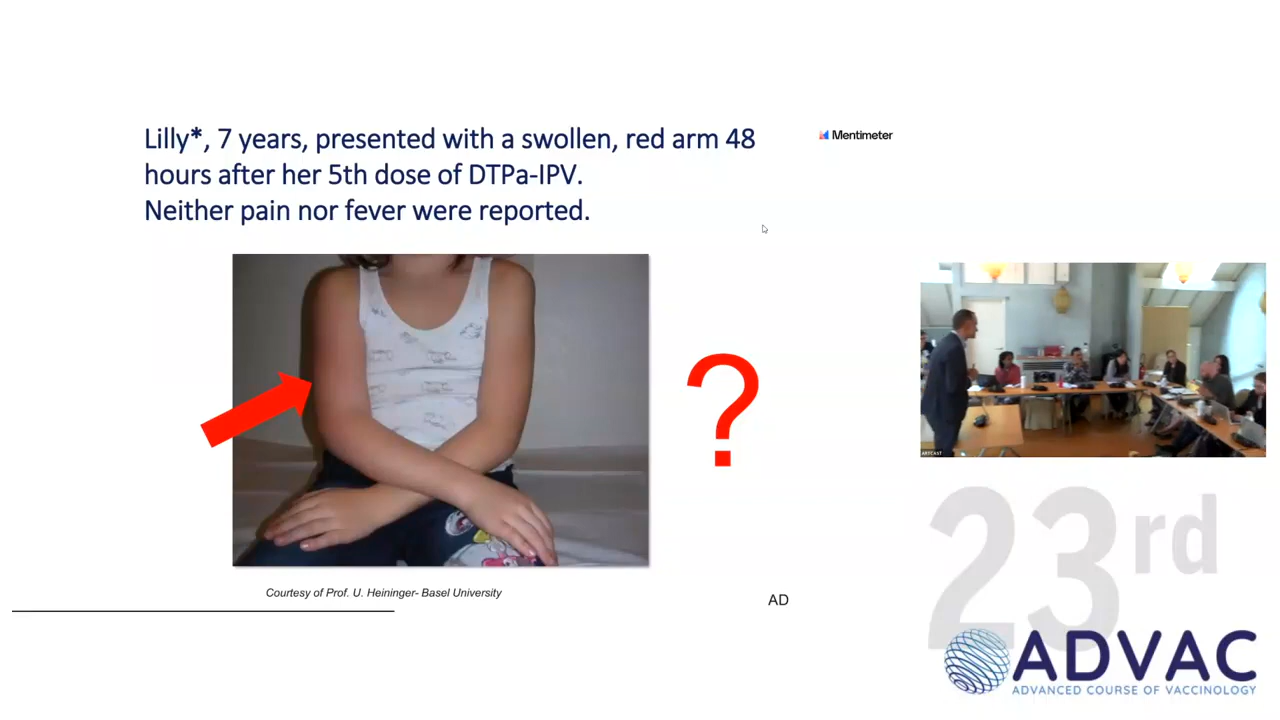 Lilly*, 7 years, presented with a swollen, red arm 48
hours after her 5th dose of DTPa-IPV.
Neither pain nor fever were reported.
Mentimeter
?
Courtesy of Prof. U. Heininger- Basel University
AD
23rd
ADVAC
ADVANCED COURSE OF VACCINOLOGY